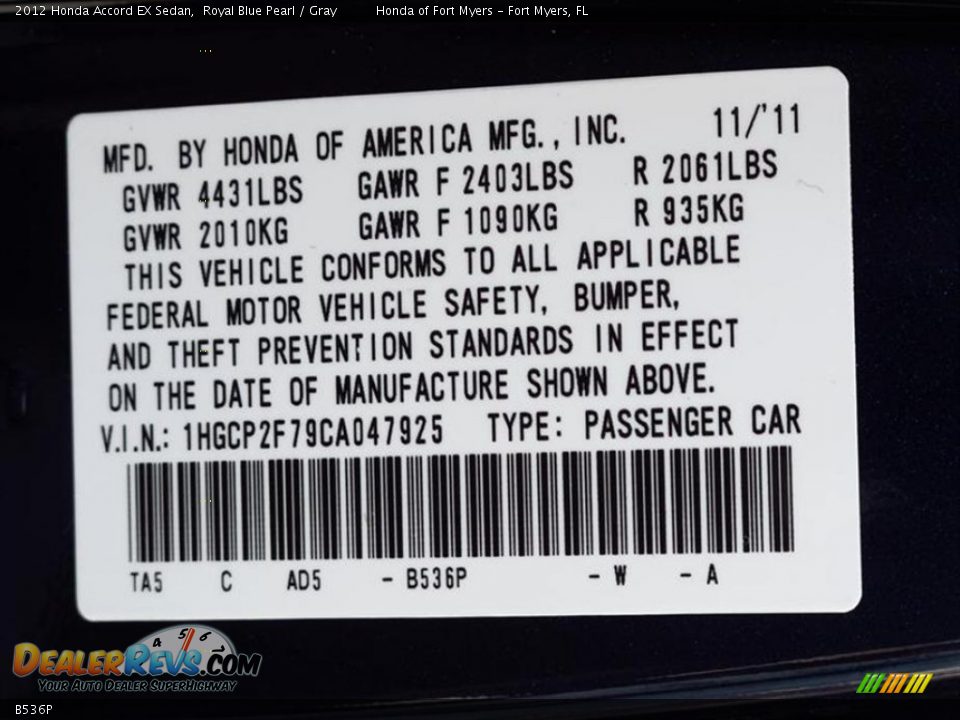 2012 Honda Accord EX Sedan, Royal Blue Pearl / Gray Honda of Fort Myers - Fort Myers, FL
MFD. BY HONDA OF AMERICA MFG., INC. 11/'11
GVWR 4431LBS GAWR F 2403LBS R 2061LBS
GVWR 2010KG GAWR F 1090KG R 935KG
THIS VEHICLE CONFORMS TO ALL APPLICABLE
FEDERAL MOTOR VEHICLE SAFETY, BUMPER,
AND THEFT PREVENTION STANDARDS IN EFFECT
ON THE DATE OF MANUFACTURE SHOWN ABOVE.
V.I.N.: 1HGCP2F79CA047925 TYPE: PASSENGER CAR
TA5 C AD5 - B536P - W - A
4 5 6
DEALERREVS.COM
YOUR AUTO DEALER SUPERHIGHWAY
B536P